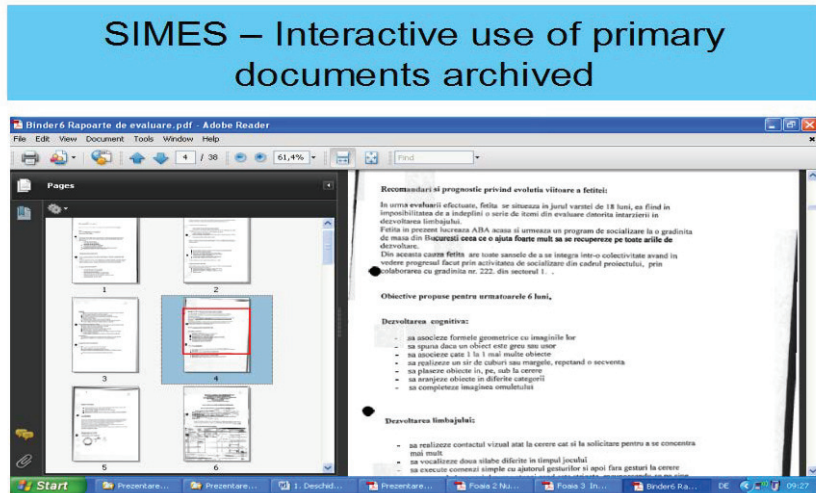 SIMES – Interactive use of primary
documents archived
Binder6 Rapoarte de evaluare.pdf - Adobe Reader
File Edit View Document Tools Window Help
4 / 38 61,4% Find
Pages
1 2
3 4
5 6
Recomandari si prognostic privind evolutia viitoare a fetitei:
In urma evaluarii efectuate, fetita se situeaza in jurul varstei de 18 luni, ea fiind in
imposibilitatea de a indeplini o serie de itemi din evaluare datorita intarzierii in
dezvoltarea limbajului.
Fetita in prezent lucreaza ABA acasa si urmeaza un program de socializare la o gradinita
de masa din Bucuresti ceea ce o ajuta foarte mult sa se recupereze pe toate ariile de
dezvoltare.
Din aceasta cauza fetita are toate sansele de a se integra intr-o colectivitate avand in
vedere progresul facut prin activitatea de socializare din cadrul proiectului, prin
colaborarea cu gradinita nr. 222. din sectorul 1. .
Obiective propuse pentru urmatoarele 6 luni,
Dezvoltarea cognitiva:
- sa asocieze formele geometrice cu imaginile lor
- sa spuna daca un obiect este greu sau usor
- sa asocieze cate 1 la 1 mai multe obiecte
- sa realizeze un sir de cuburi sau margele, repetand o secventa
- sa plaseze obiecte in, pe, sub la cerere
- sa aranjeze obiecte in diferite categorii
- sa completeze imaginea omuletului
Dezvoltarea limbajului:
- sa realizeze contactul vizual atat la cerere cat si la solicitare pentru a se concentra
mai mult
- sa vocalizeze doua silabe diferite in timpul jocului
- sa execute comenzi simple cu ajutorul gesturilor si apoi fara gesturi la cerere
Start Prezentare... Prezentare... 1. Deschid... Prezentare... Foaia 2 Nu... Foaia 3 In... Binder6 Ra... DE 09:27